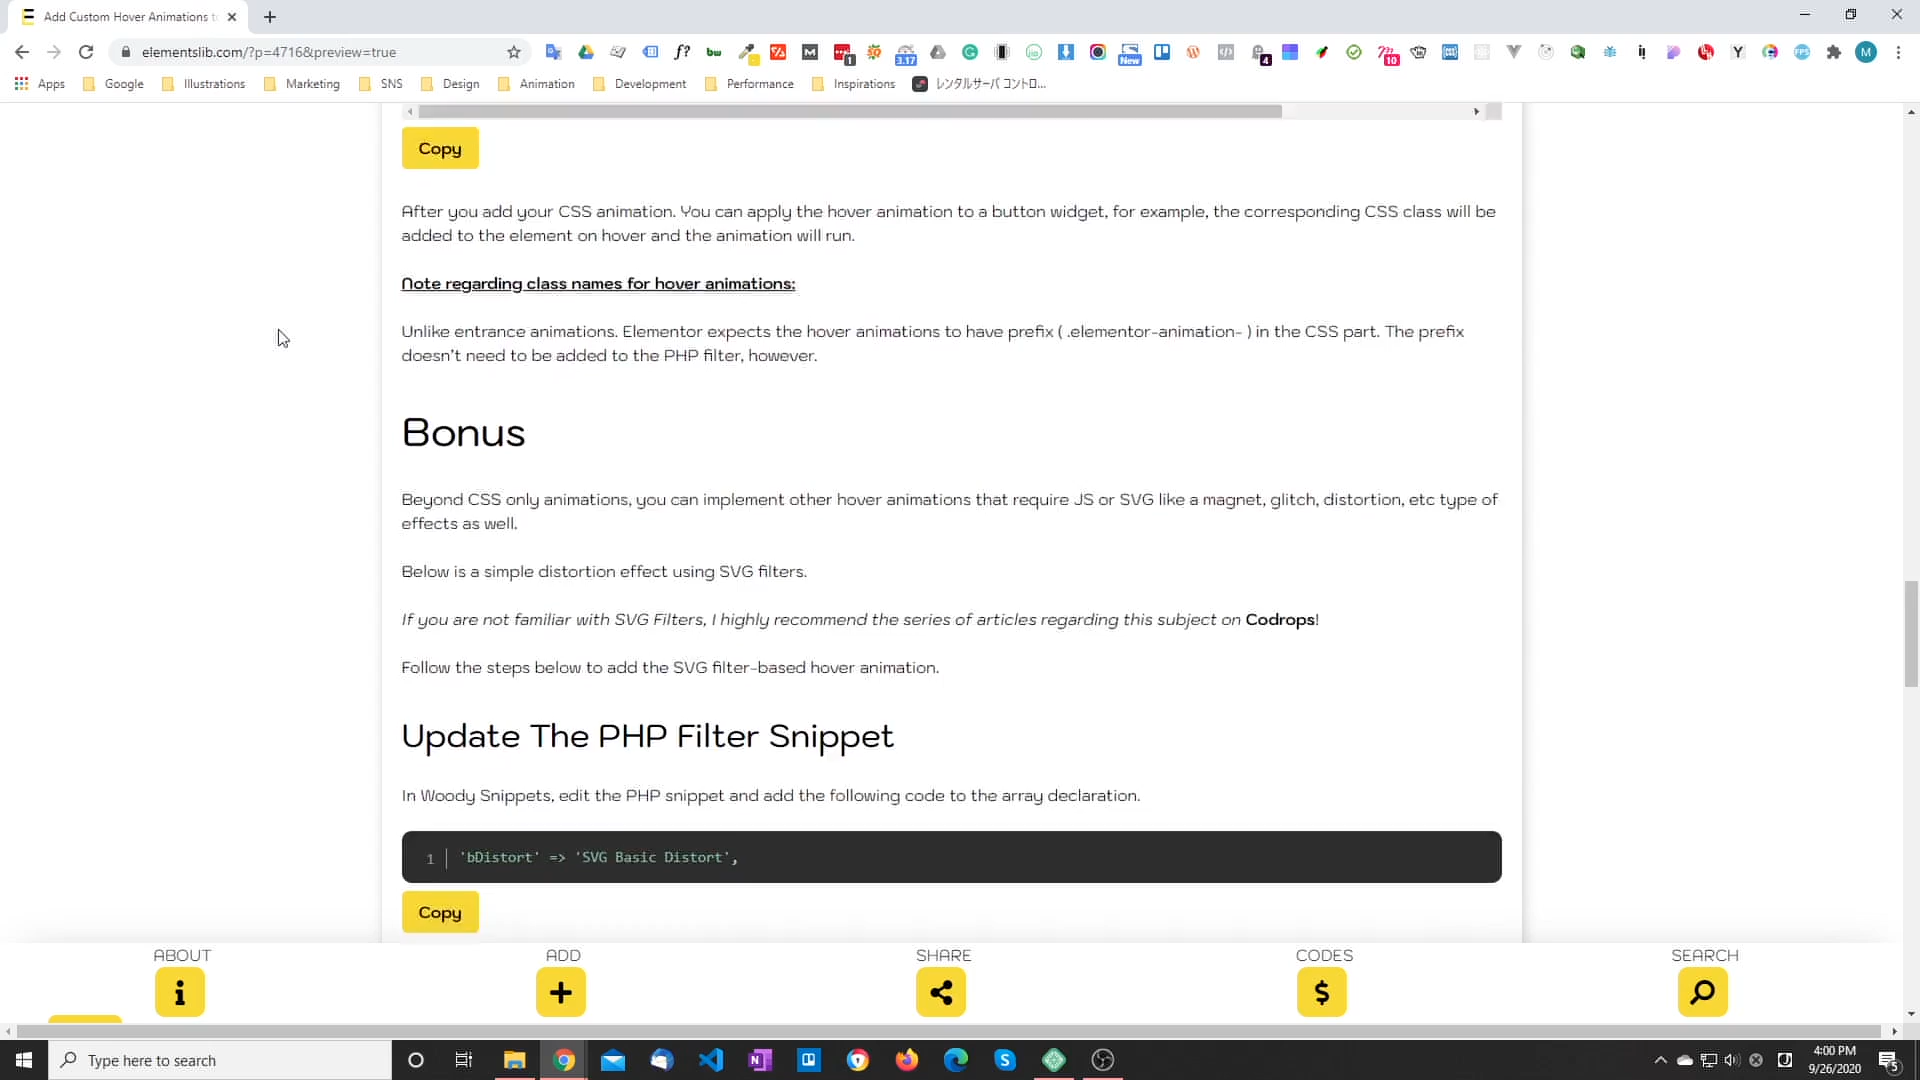 Add Custom Hover Animations to
elementslib.com/?p=4716&preview=true
New
3.17
1
4
10
Apps
Google
Illustrations
Marketing
SNS
Design
Animation
Development
Performance
Inspirations
レンタルサーバ コントロ...
Copy
After you add your CSS animation. You can apply the hover animation to a button widget, for example, the corresponding CSS class will be
added to the element on hover and the animation will run.
Note regarding class names for hover animations:
Unlike entrance animations. Elementor expects the hover animations to have prefix ( .elementor-animation- ) in the CSS part. The prefix
doesn't need to be added to the PHP filter, however.
Bonus
Beyond CSS only animations, you can implement other hover animations that require JS or SVG like a magnet, glitch, distortion, etc type of
effects as well.
Below is a simple distortion effect using SVG filters.
If you are not familiar with SVG Filters, I highly recommend the series of articles regarding this subject on Codrops!
Follow the steps below to add the SVG filter-based hover animation.
Update The PHP Filter Snippet
In Woody Snippets, edit the PHP snippet and add the following code to the array declaration.
1 'bDistort' => 'SVG Basic Distort',
Copy
ABOUT
ADD
SHARE
CODES
SEARCH
Type here to search
4:00 PM
9/26/2020
5